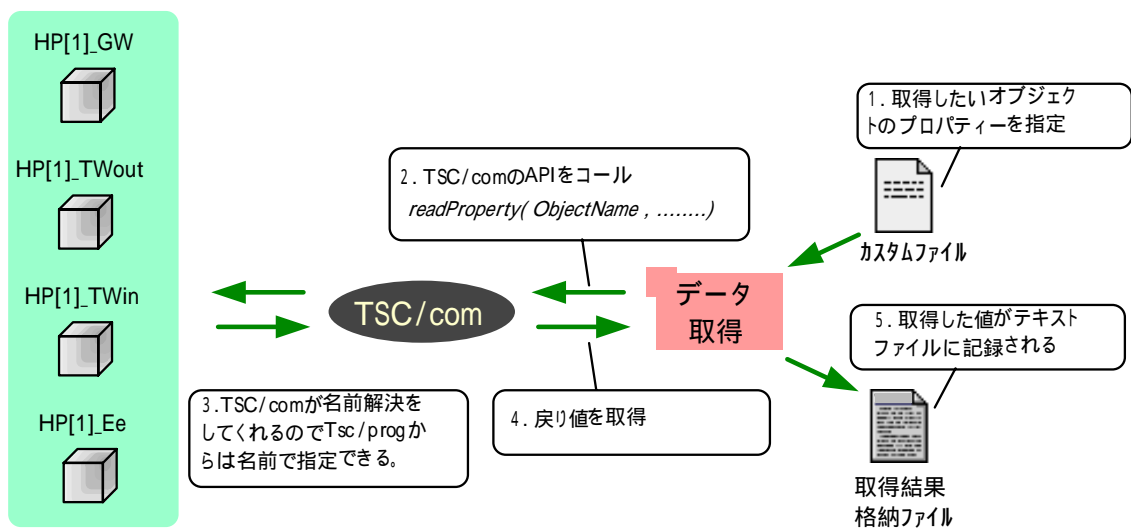 HP[1]_GW
HP[1]_TWout
HP[1]_TWin
HP[1]_Ee
3.TSC/comが名前解決を
してくれるのでTsc/progか
らは名前で指定できる。
TSC/com
2.TSC/comのAPIをコール
readProperty( ObjectName , ........)
4.戻り値を取得
データ
取得
1.取得したいオブジェク
トのプロパティーを指定
カスタムファイル
5.取得した値がテキスト
ファイルに記録される
取得結果
格納ファイル